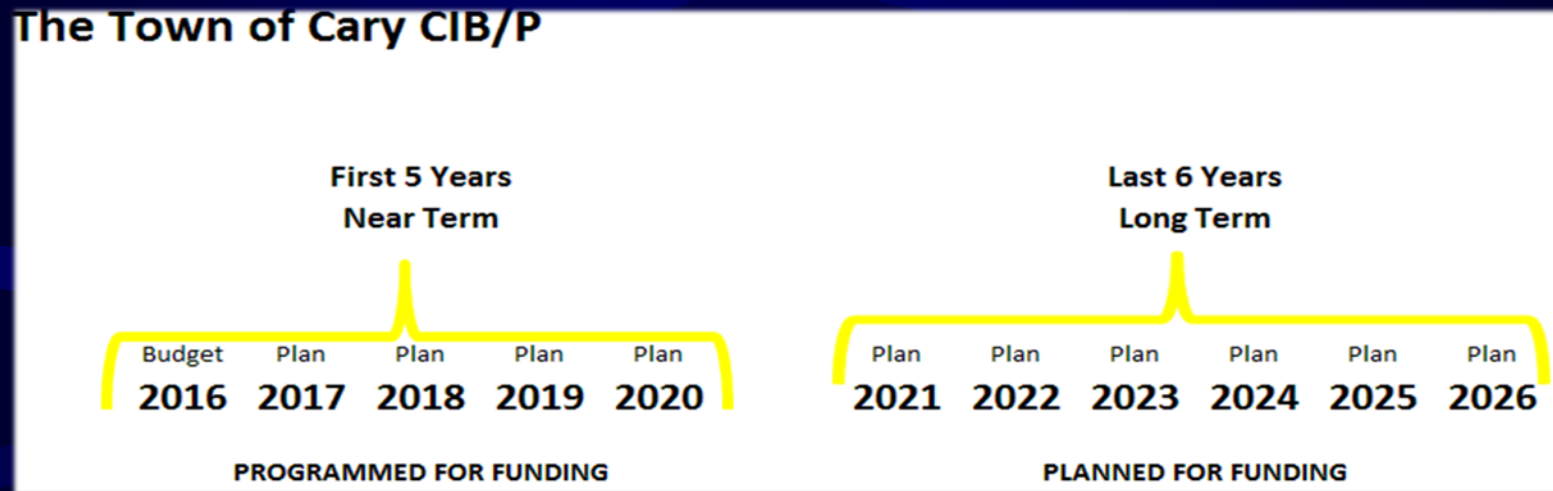 The Town of Cary CIB/P
First 5 Years
Near Term
Budget Plan Plan Plan Plan
2016 2017 2018 2019 2020
PROGRAMMED FOR FUNDING
Last 6 Years
Long Term
Plan Plan Plan Plan Plan Plan
2021 2022 2023 2024 2025 2026
PLANNED FOR FUNDING